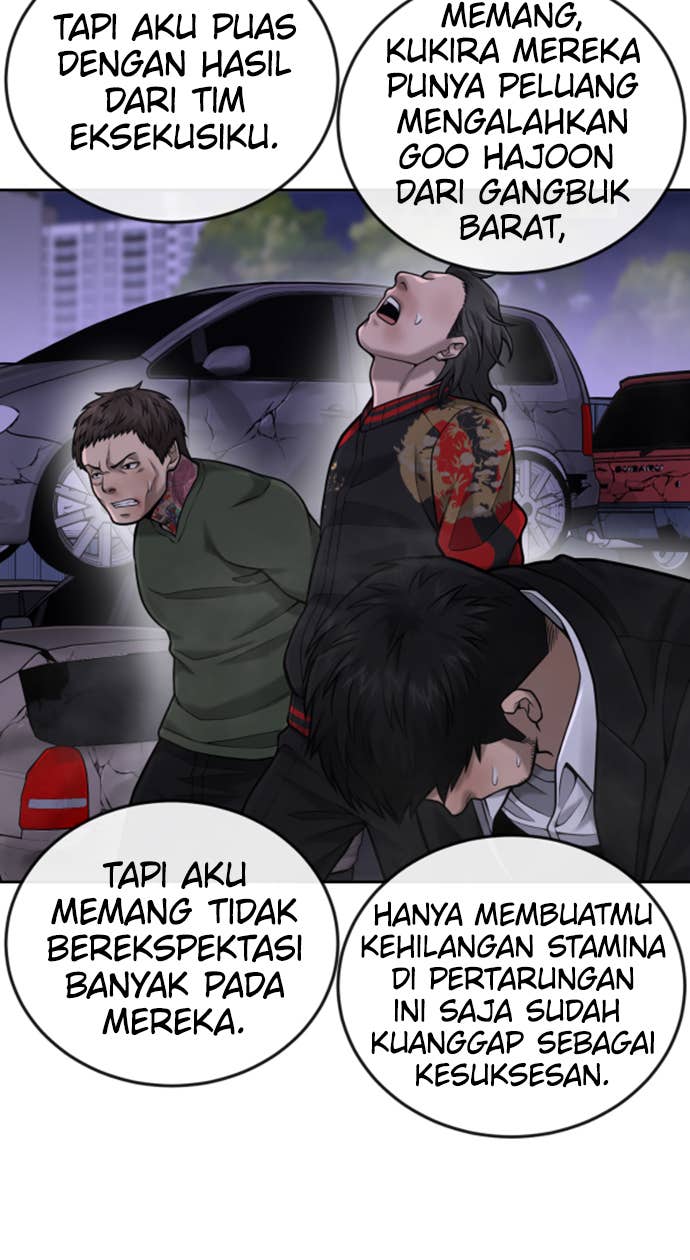 TAPI AKU PUAS
DENGAN HASIL
DARI TIM
EKSEKUSIKU.
MEMANG,
KUKIRA MEREKA
PUNYA PELUANG
MENGALAHKAN
GOO HAJOON
DARI GANGBUK
BARAT,
TAPI AKU
MEMANG TIDAK
BEREKSPEKTASI
BANYAK PADA
MEREKA.
HANYA MEMBUATMU
KEHILANGAN STAMINA
DI PERTARUNGAN
INI SAJA SUDAH
KUANGGAP SEBAGAI
KESUKSESAN.